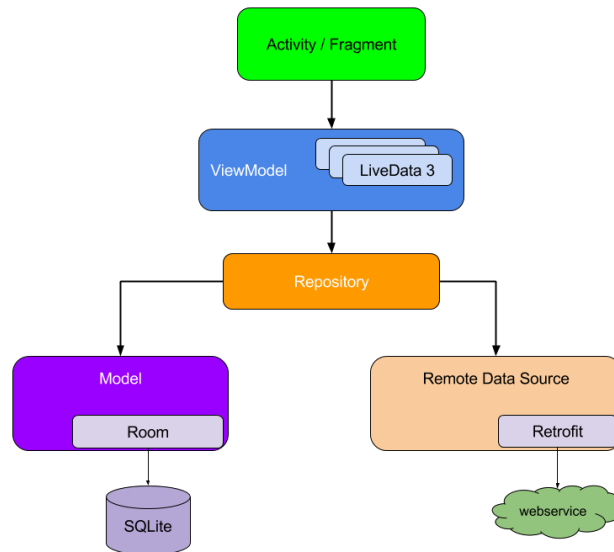 Activity / Fragment
ViewModel
LiveData 3
Repository
Model
Remote Data Source
Room
Retrofit
SQLite
webservice